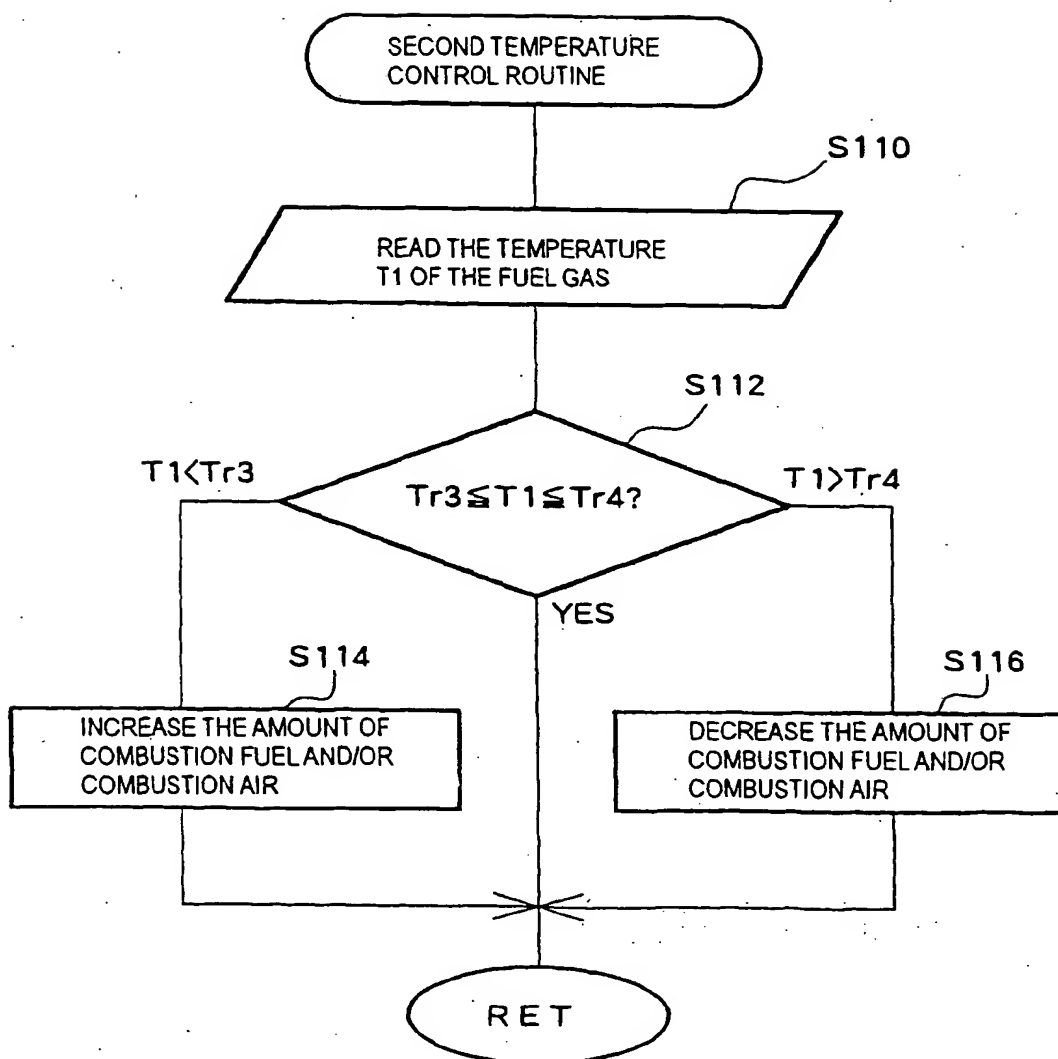 SECOND TEMPERATURE
CONTROL ROUTINE
S110
READ THE TEMPERATURE
T1 OF THE FUEL GAS
S112
T1<Tr3
Tr3≦T1≦Tr4?
T1>Tr4
YES
S114
INCREASE THE AMOUNT OF
COMBUSTION FUEL AND/OR
COMBUSTION AIR
S116
DECREASE THE AMOUNT OF
COMBUSTION FUEL AND/OR
COMBUSTION AIR
RET